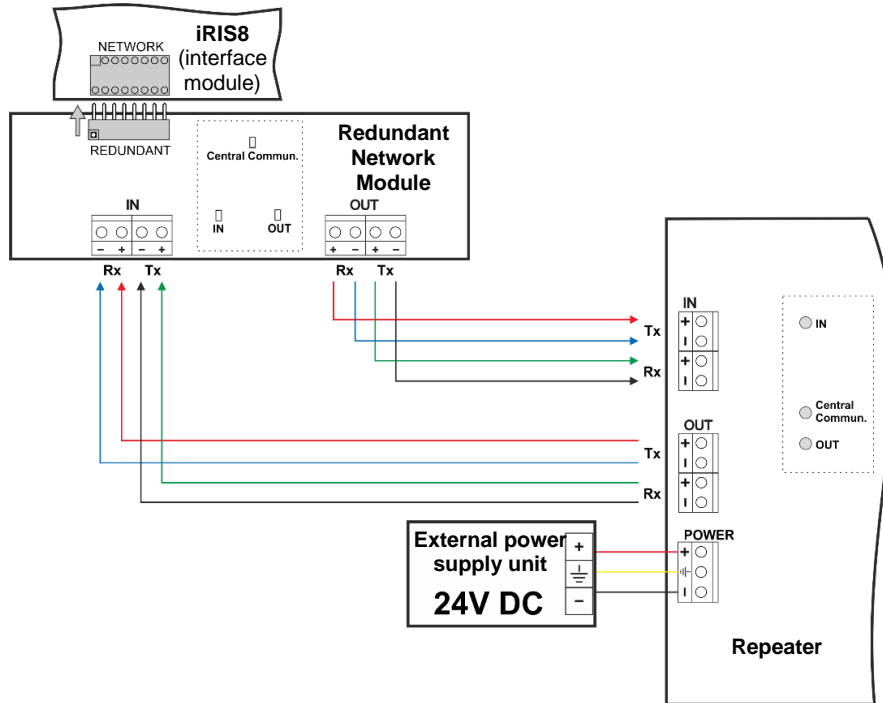 iRIS8
(interface
module)
NETWORK
REDUNDANT
Central Commun.
IN
OUT
Redundant
Network
Module
IN
− + − +
Rx Tx
OUT
+ − + −
Rx Tx
IN
Tx
+
−
Rx
+
−
OUT
Tx
+
−
Rx
+
−
POWER
+
−
IN
Central
Commun.
OUT
External power
supply unit
24V DC
+
−
Repeater